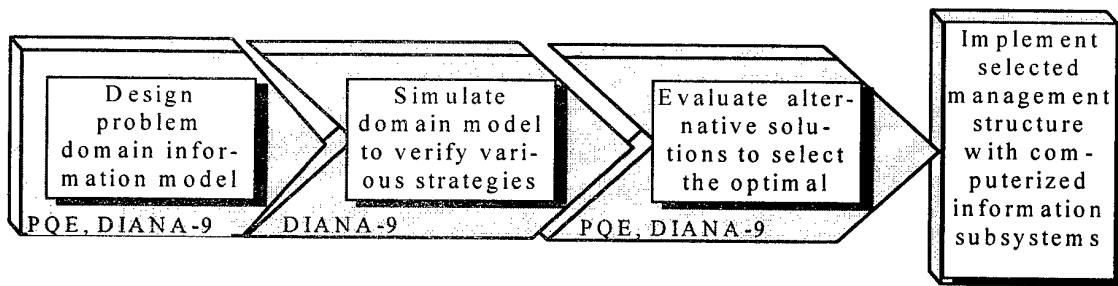 Design
problem
domain infor-
mation model
PQE, DIANA-9
Simulate
domain model
to verify vari-
ous strategies
DIANA-9
Evaluate alter-
native solu-
tions to select
the optimal
PQE, DIANA-9
Implement
selected
management
structure
with com-
puterized
information
subsystems